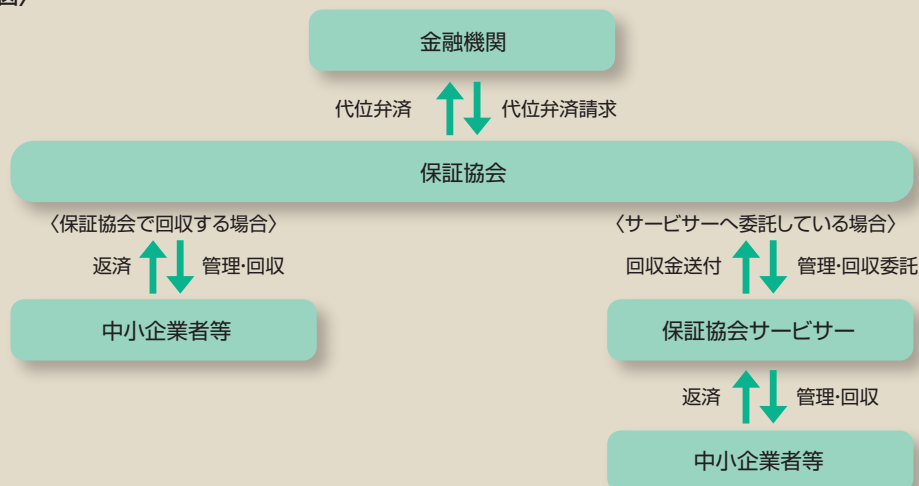 図〉
金融機関
代位弁済 代位弁済請求
保証協会
〈保証協会で回収する場合〉 〈サービサーへ委託している場合〉
返済 管理・回収 回収金送付 管理・回収委託
中小企業者等 保証協会サービサー
返済 管理・回収
中小企業者等